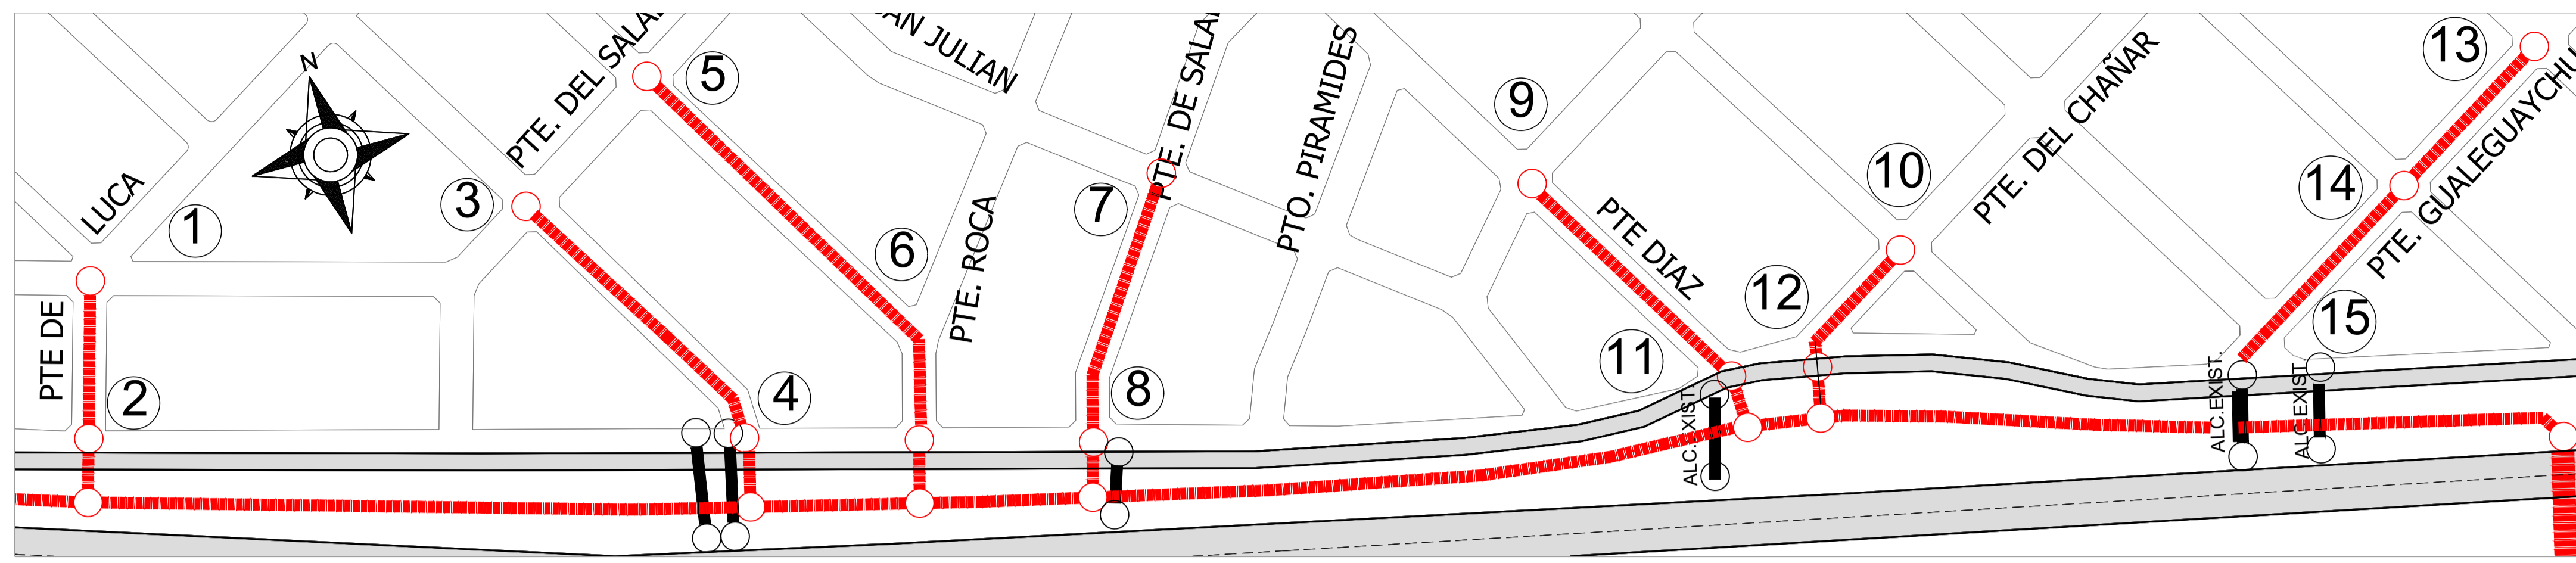 N
LUCA
1
PTE DE
2
3
PTE. DEL SALA
5
4
6
SAN JULIAN
PTE. ROCA
7
PTE. DE SALA
8
PTO. PIRAMIDES
9
PTE DIAZ
11
ALC.EXIST.
12
10
PTE. DEL CHAÑAR
13
14
PTE. GUALEGUAYCHU
15
ALC.EXIST.
ALC.EXIST.